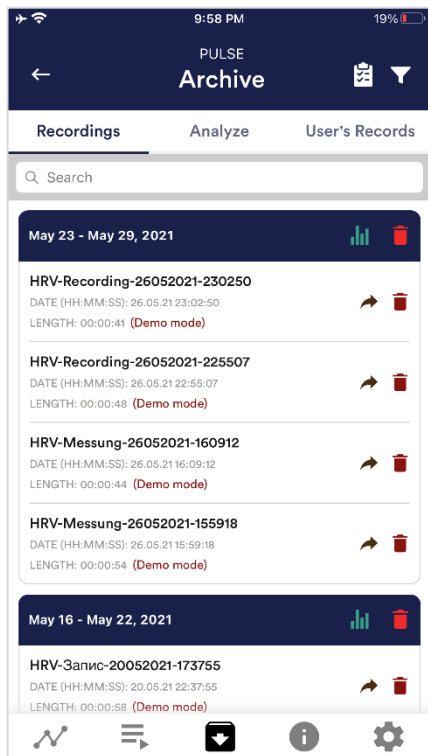 9:58 PM
19%
PULSE
Archive
Recordings
Analyze
User's Records
Search
May 23 - May 29, 2021
HRV-Recording-26052021-230250
DATE (HH:MM:SS): 26.05.21 23:02:50
LENGTH: 00:00:41 (Demo mode)
HRV-Recording-26052021-225507
DATE (HH:MM:SS): 26.05.21 22:55:07
LENGTH: 00:00:48 (Demo mode)
HRV-Messung-26052021-160912
DATE (HH:MM:SS): 26.05.21 16:09:12
LENGTH: 00:00:44 (Demo mode)
HRV-Messung-26052021-155918
DATE (HH:MM:SS): 26.05.21 15:59:18
LENGTH: 00:00:54 (Demo mode)
May 16 - May 22, 2021
HRV-Запис-20052021-173755
DATE (HH:MM:SS): 20.05.21 22:37:55
LENGTH: 00:00:58 (Demo mode)